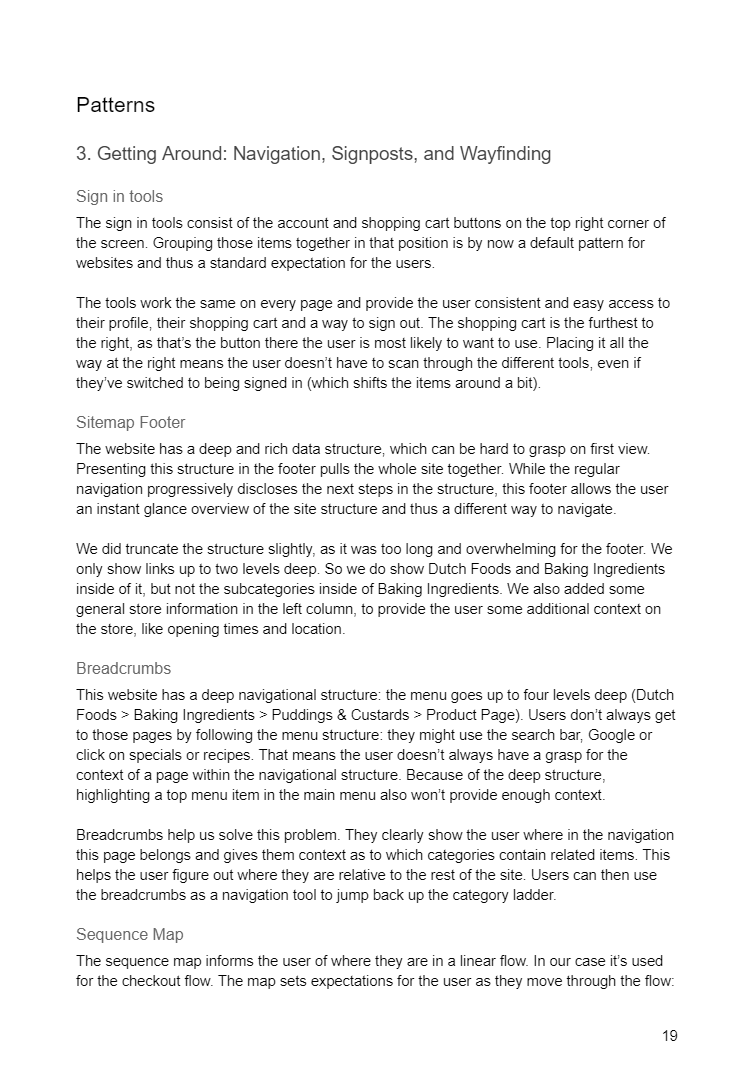 Patterns
3. Getting Around: Navigation, Signposts, and Wayfinding
Sign in tools
The sign in tools consist of the account and shopping cart buttons on the top right corner of
the screen. Grouping those items together in that position is by now a default pattern for
websites and thus a standard expectation for the users.
The tools work the same on every page and provide the user consistent and easy access to
their profile, their shopping cart and a way to sign out. The shopping cart is the furthest to
the right, as that’s the button there the user is most likely to want to use. Placing it all the
way at the right means the user doesn’t have to scan through the different tools, even if
they’ve switched to being signed in (which shifts the items around a bit).
Sitemap Footer
The website has a deep and rich data structure, which can be hard to grasp on first view.
Presenting this structure in the footer pulls the whole site together. While the regular
navigation progressively discloses the next steps in the structure, this footer allows the user
an instant glance overview of the site structure and thus a different way to navigate.
We did truncate the structure slightly, as it was too long and overwhelming for the footer. We
only show links up to two levels deep. So we do show Dutch Foods and Baking Ingredients
inside of it, but not the subcategories inside of Baking Ingredients. We also added some
general store information in the left column, to provide the user some additional context on
the store, like opening times and location.
Breadcrumbs
This website has a deep navigational structure: the menu goes up to four levels deep (Dutch
Foods > Baking Ingredients > Puddings & Custards > Product Page). Users don’t always get
to those pages by following the menu structure: they might use the search bar, Google or
click on specials or recipes. That means the user doesn’t always have a grasp for the
context of a page within the navigational structure. Because of the deep structure,
highlighting a top menu item in the main menu also won’t provide enough context.
Breadcrumbs help us solve this problem. They clearly show the user where in the navigation
this page belongs and gives them context as to which categories contain related items. This
helps the user figure out where they are relative to the rest of the site. Users can then use
the breadcrumbs as a navigation tool to jump back up the category ladder.
Sequence Map
The sequence map informs the user of where they are in a linear flow. In our case it’s used
for the checkout flow. The map sets expectations for the user as they move through the flow:
19